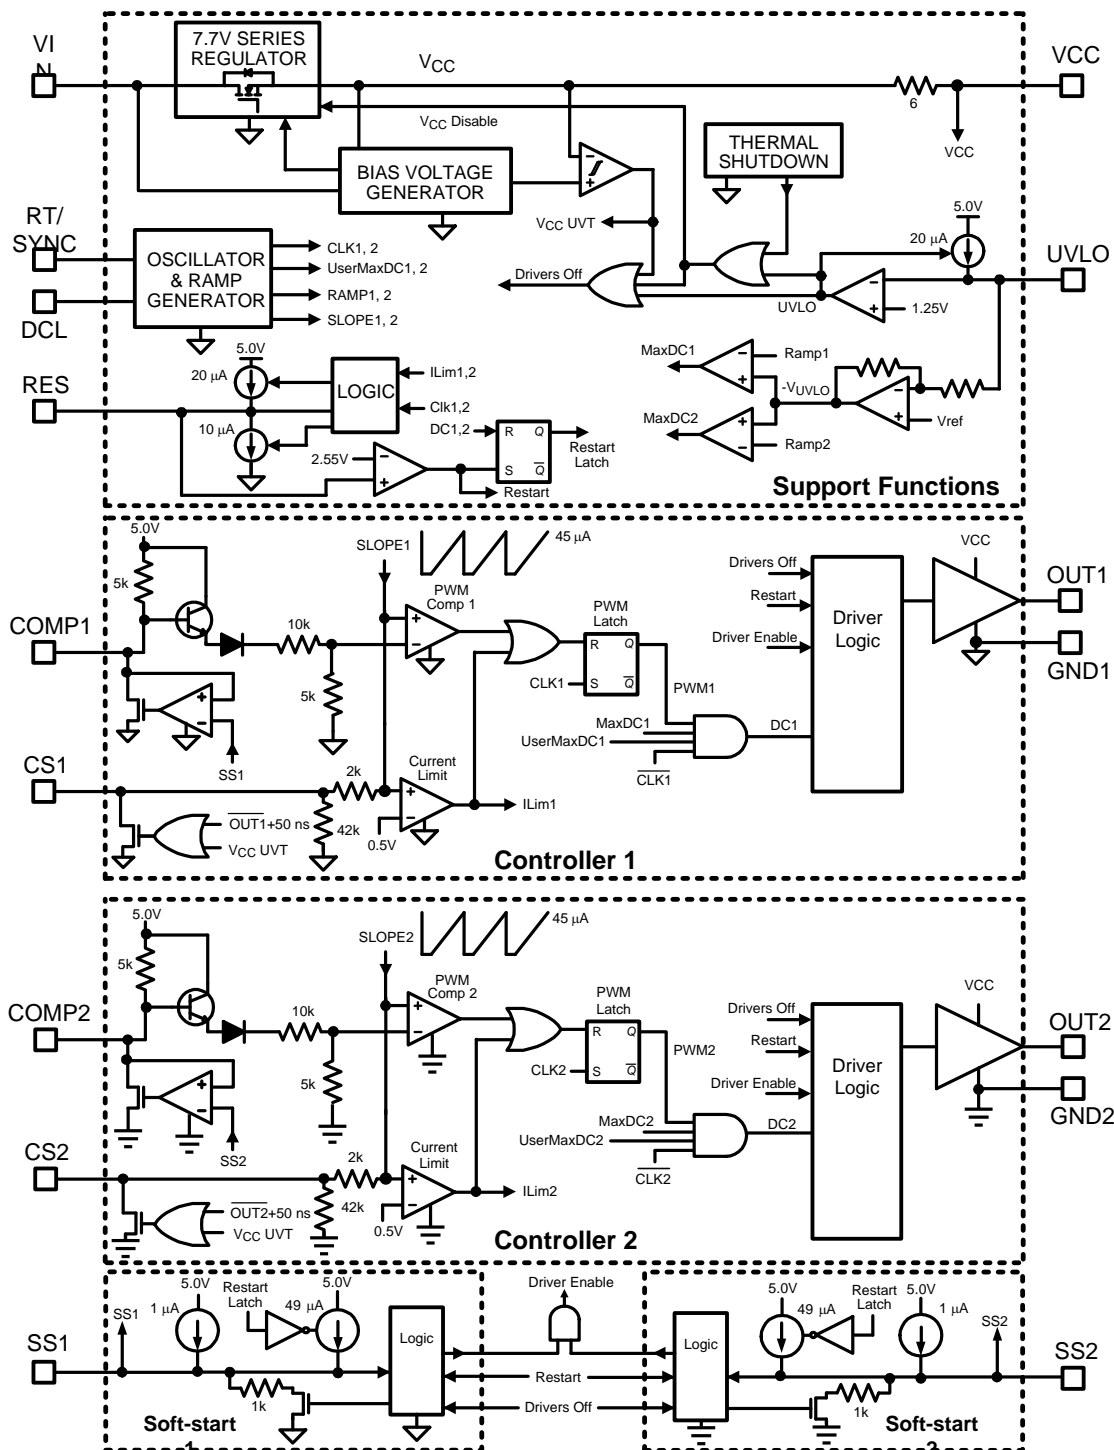 VI
N
7.7V SERIES
REGULATOR
VCC
6
VCC
VCC
VCC Disable
BIAS VOLTAGE
GENERATOR
THERMAL
SHUTDOWN
VCC UVT
5.0V
20 μA
UVLO
RT/
SYNC
DCL
OSCILLATOR
& RAMP
GENERATOR
CLK1, 2
UserMaxDC1, 2
RAMP1, 2
SLOPE1, 2
Drivers Off
UVLO
1.25V
RES
5.0V
20 μA
10 μA
LOGIC
ILim1,2
Clk1,2
DC1,2
R
Q
S
Q
Restart
Latch
2.55V
Restart
MaxDC1
Ramp1
-VUVLO
MaxDC2
Ramp2
Vref
Support Functions
5.0V
5k
COMP1
SS1
10k
5k
SLOPE1
45 μA
PWM
Comp 1
PWM
Latch
R
Q
S
Q
CLK1
PWM1
MaxDC1
UserMaxDC1
CLK1
DC1
Drivers Off
Restart
Driver Enable
Driver
Logic
VCC
OUT1
GND1
CS1
2k
42k
Current
Limit
0.5V
ILim1
OUT1+50 ns
VCC UVT
Controller 1
5.0V
5k
COMP2
SS2
10k
5k
SLOPE2
45 μA
PWM
Comp 2
PWM
Latch
R
Q
S
Q
CLK2
PWM2
MaxDC2
UserMaxDC2
CLK2
DC2
Drivers Off
Restart
Driver Enable
Driver
Logic
VCC
OUT2
GND2
CS2
2k
42k
Current
Limit
0.5V
ILim2
OUT2+50 ns
VCC UVT
Controller 2
SS1
SS1
5.0V
1 μA
Restart
Latch
49 μA
5.0V
1k
Logic
Soft-start
1
Driver Enable
Restart
Drivers Off
Logic
5.0V
49 μA
Restart
Latch
5.0V
1 μA
SS2
SS2
1k
Soft-start
2